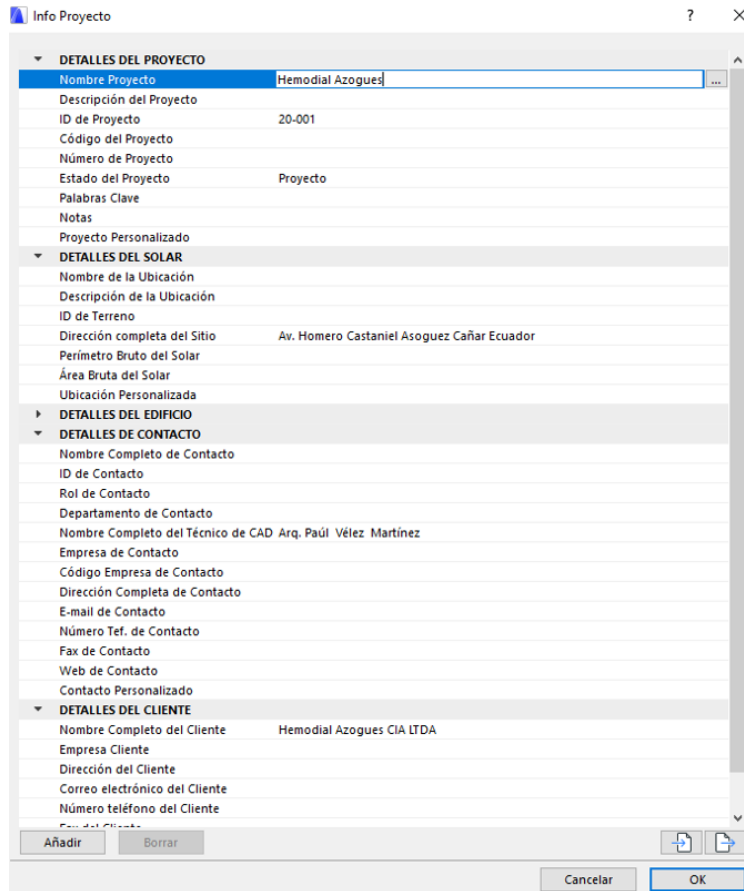 Info Proyecto ?
DETALLES DEL PROYECTO
Nombre Proyecto Hemodial Azogues ...
Descripción del Proyecto
ID de Proyecto 20-001
Código del Proyecto
Número de Proyecto
Estado del Proyecto Proyecto
Palabras Clave
Notas
Proyecto Personalizado
DETALLES DEL SOLAR
Nombre de la Ubicación
Descripción de la Ubicación
ID de Terreno
Dirección completa del Sitio Av. Homero Castaniel Asoguez Cañar Ecuador
Perímetro Bruto del Solar
Área Bruta del Solar
Ubicación Personalizada
DETALLES DEL EDIFICIO
DETALLES DE CONTACTO
Nombre Completo de Contacto
ID de Contacto
Rol de Contacto
Departamento de Contacto
Nombre Completo del Técnico de CAD Arq. Paúl Vélez Martínez
Empresa de Contacto
Código Empresa de Contacto
Dirección Completa de Contacto
E-mail de Contacto
Número Tef. de Contacto
Fax de Contacto
Web de Contacto
Contacto Personalizado
DETALLES DEL CLIENTE
Nombre Completo del Cliente Hemodial Azogues CIA LTDA
Empresa Cliente
Dirección del Cliente
Correo electrónico del Cliente
Número teléfono del Cliente
Fax del Cliente
Añadir Borrar
Cancelar OK